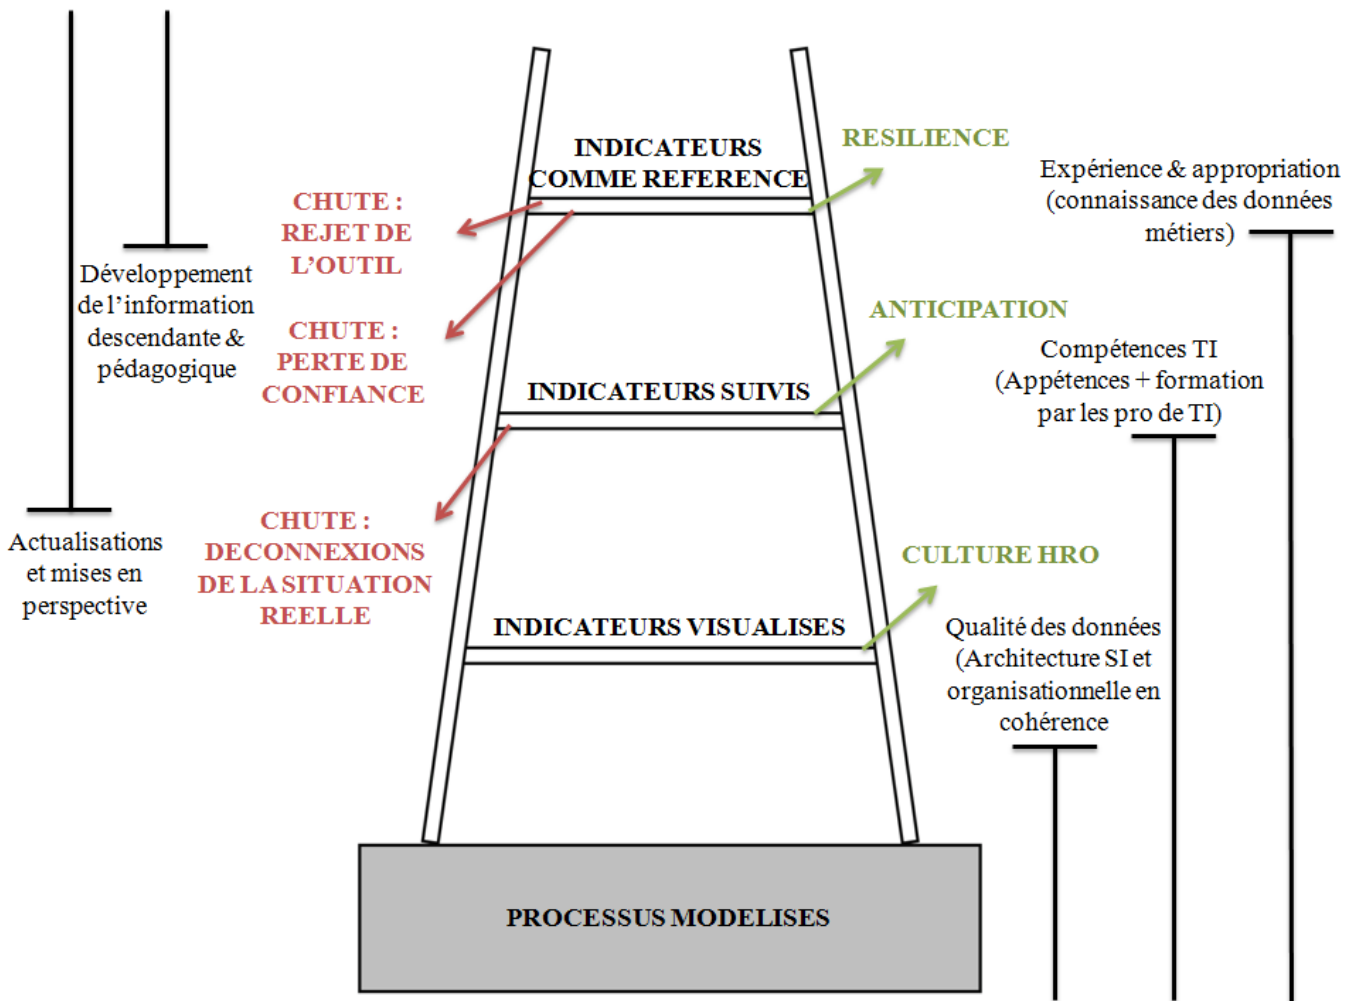 INDICATEURS
COMME REFERENCE
RESILIENCE
Expérience & appropriation
(connaissance des données
métiers)
CHUTE :
REJET DE
L’OUTIL
Développement
de l’information
descendante &
pédagogique
CHUTE :
PERTE DE
CONFIANCE
ANTICIPATION
INDICATEURS SUIVIS
Compétences TI
(Appétences + formation
par les pro de TI)
Actualisations
et mises en
perspective
CHUTE :
DECONNEXIONS
DE LA SITUATION
REELLE
CULTURE HRO
INDICATEURS VISUALISES
Qualité des données
(Architecture SI et
organisationnelle en
cohérence
PROCESSUS MODELISES